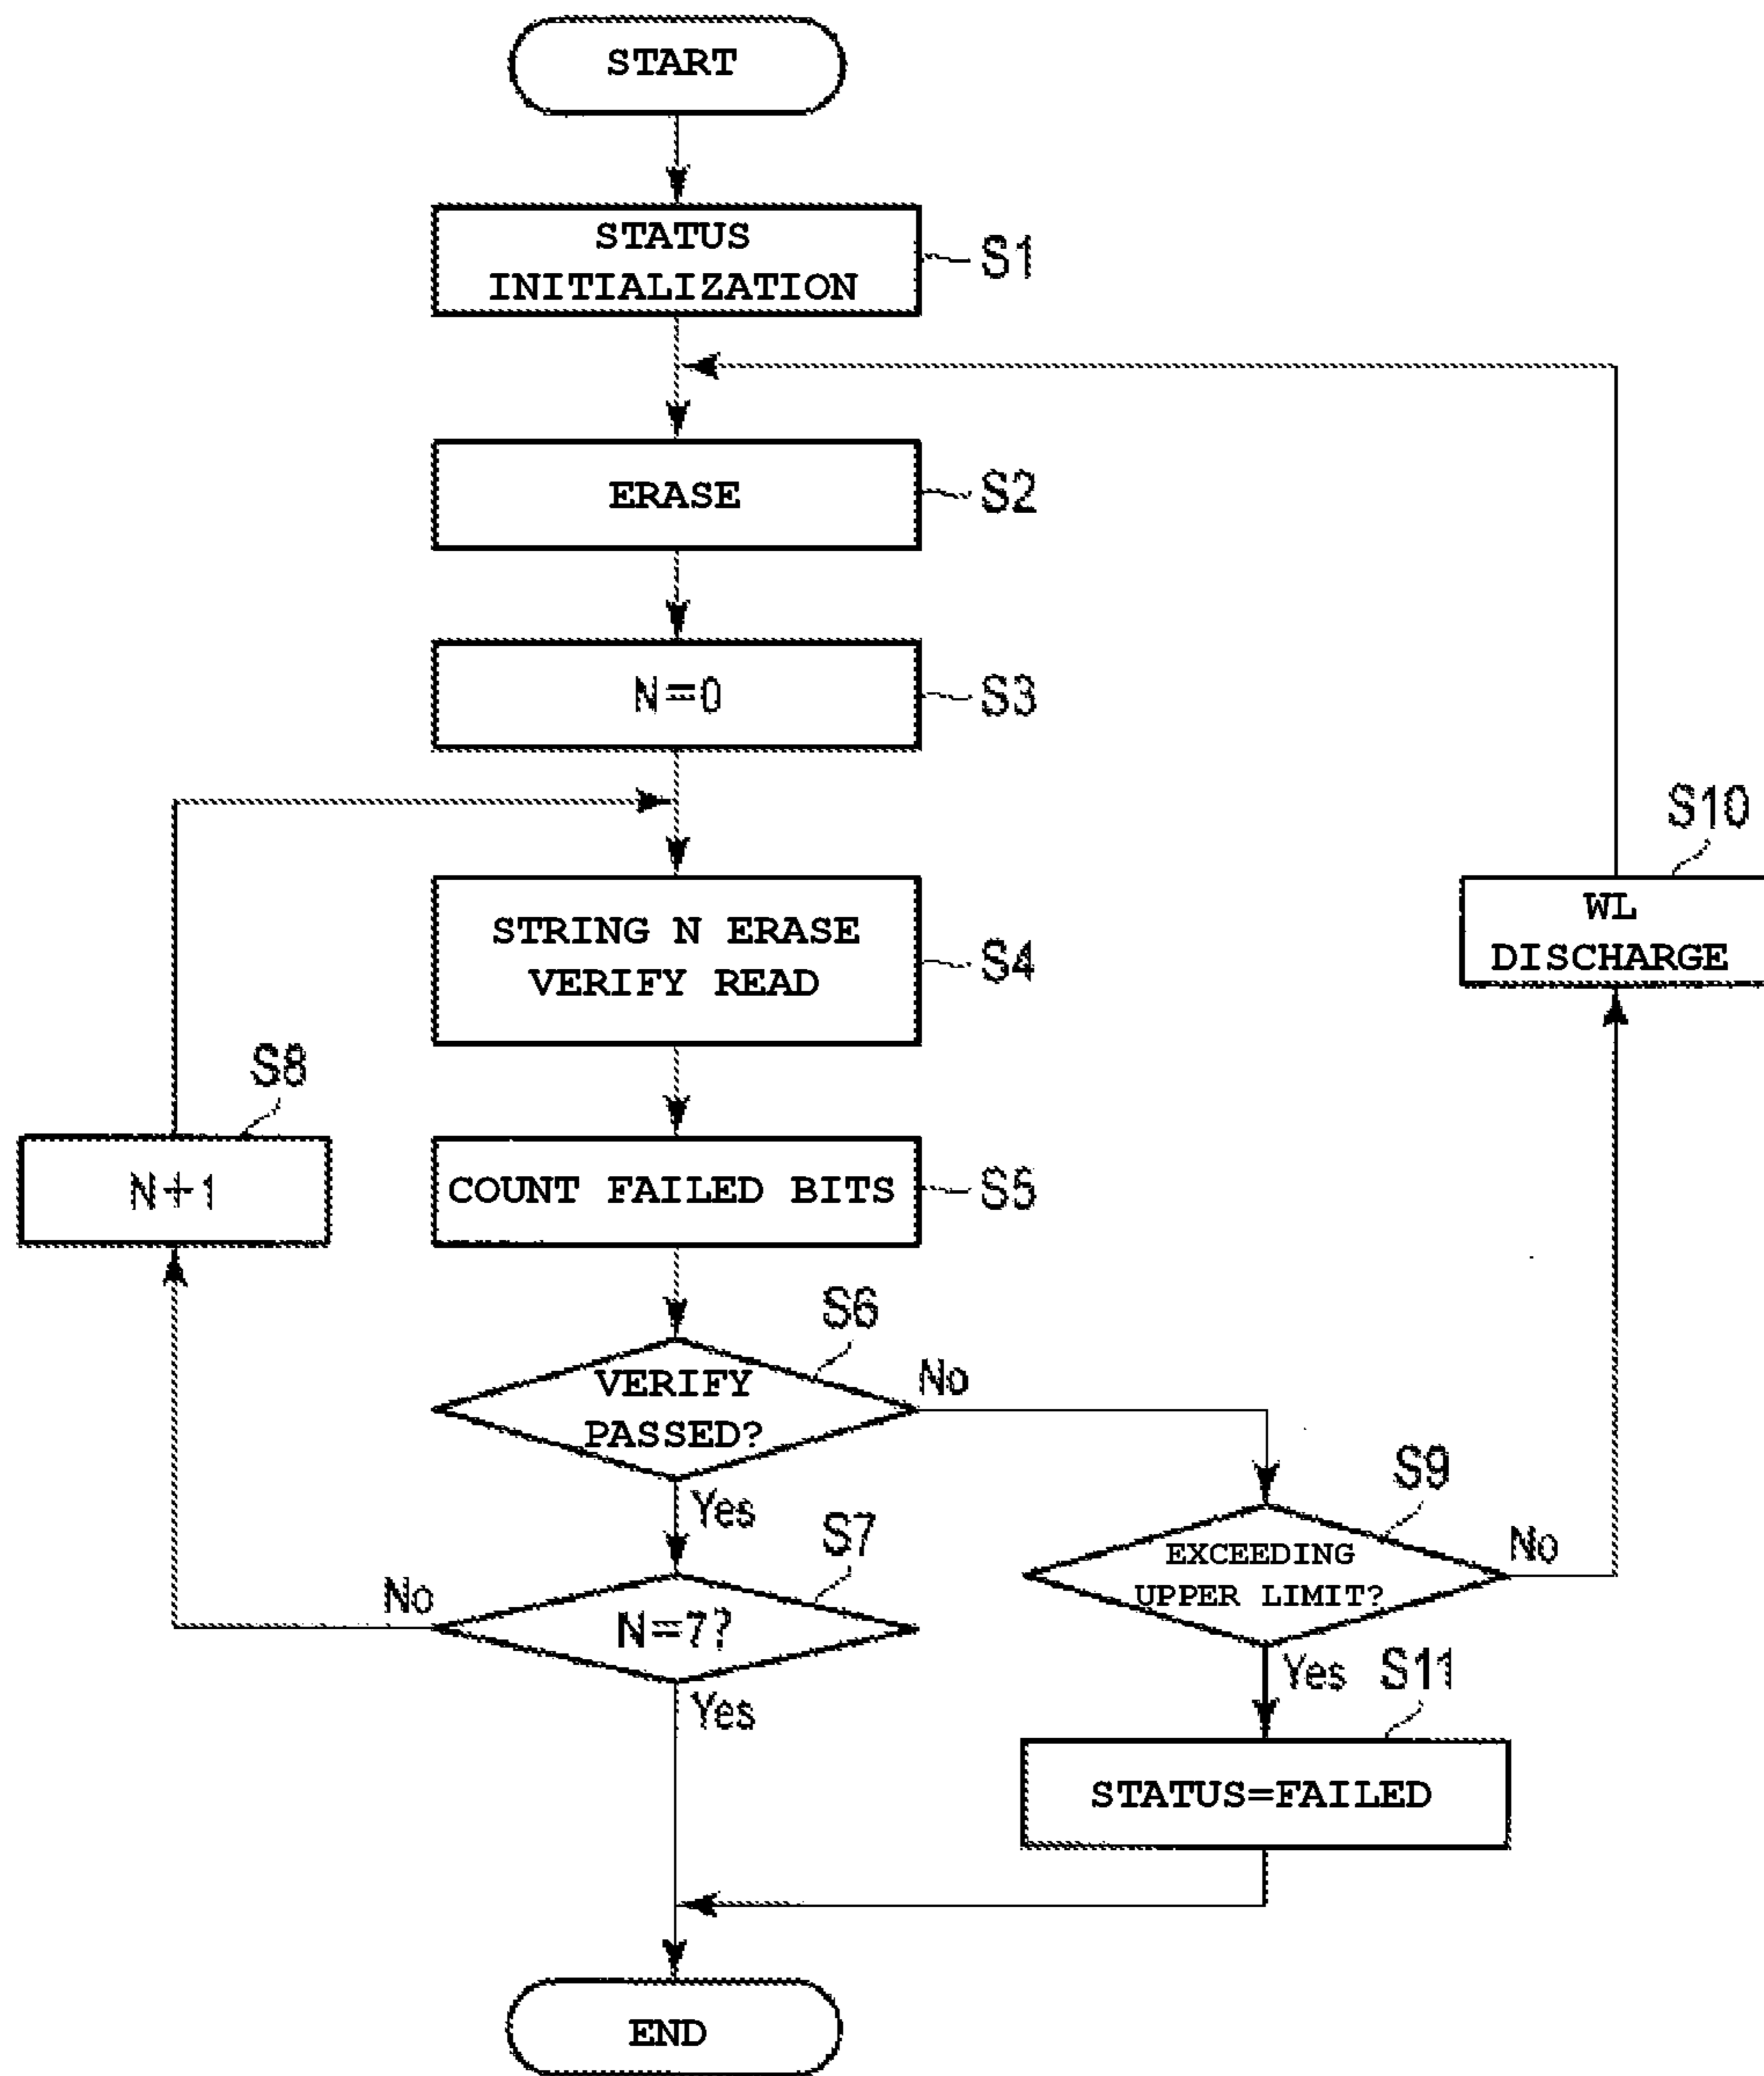 START
STATUS
INITIALIZATION
S1
ERASE
S2
N=0
S3
STRING N ERASE
VERIFY READ
S4
S10
WL
DISCHARGE
S8
N+1
COUNT FAILED BITS
S5
S6
VERIFY
PASSED?
No
Yes
S7
N=7?
No
Yes
S9
EXCEEDING
UPPER LIMIT?
No
Yes
S11
STATUS=FAILED
END